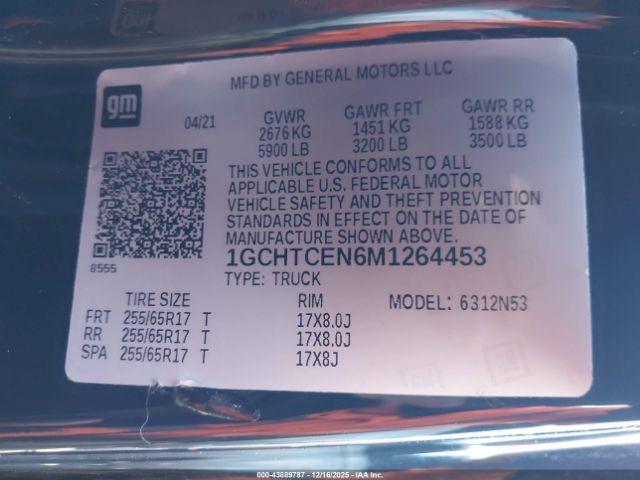 MFD BY GENERAL MOTORS LLC
gm
04/21
GVWR GAWR FRT GAWR RR
2676 KG 1451 KG 1588 KG
5900 LB 3200 LB 3500 LB
THIS VEHICLE CONFORMS TO ALL
APPLICABLE U.S. FEDERAL MOTOR
VEHICLE SAFETY AND THEFT PREVENTION
STANDARDS IN EFFECT ON THE DATE OF
MANUFACTURE SHOWN ABOVE.
8555
1GCHTCEN6M1264453
TYPE: TRUCK
TIRE SIZE RIM MODEL: 6312N53
FRT 255/65R17 T 17X8.0J
RR 255/65R17 T 17X8.0J
SPA 255/65R17 T 17X8J
000-43889787 - 12/16/2025 - IAA Inc.